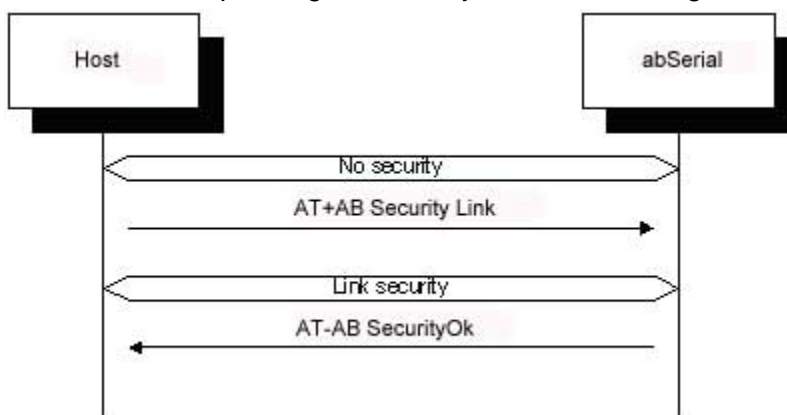 Host
abSerial
No security
AT+AB Security Link
Link security
AT-AB SecurityOk